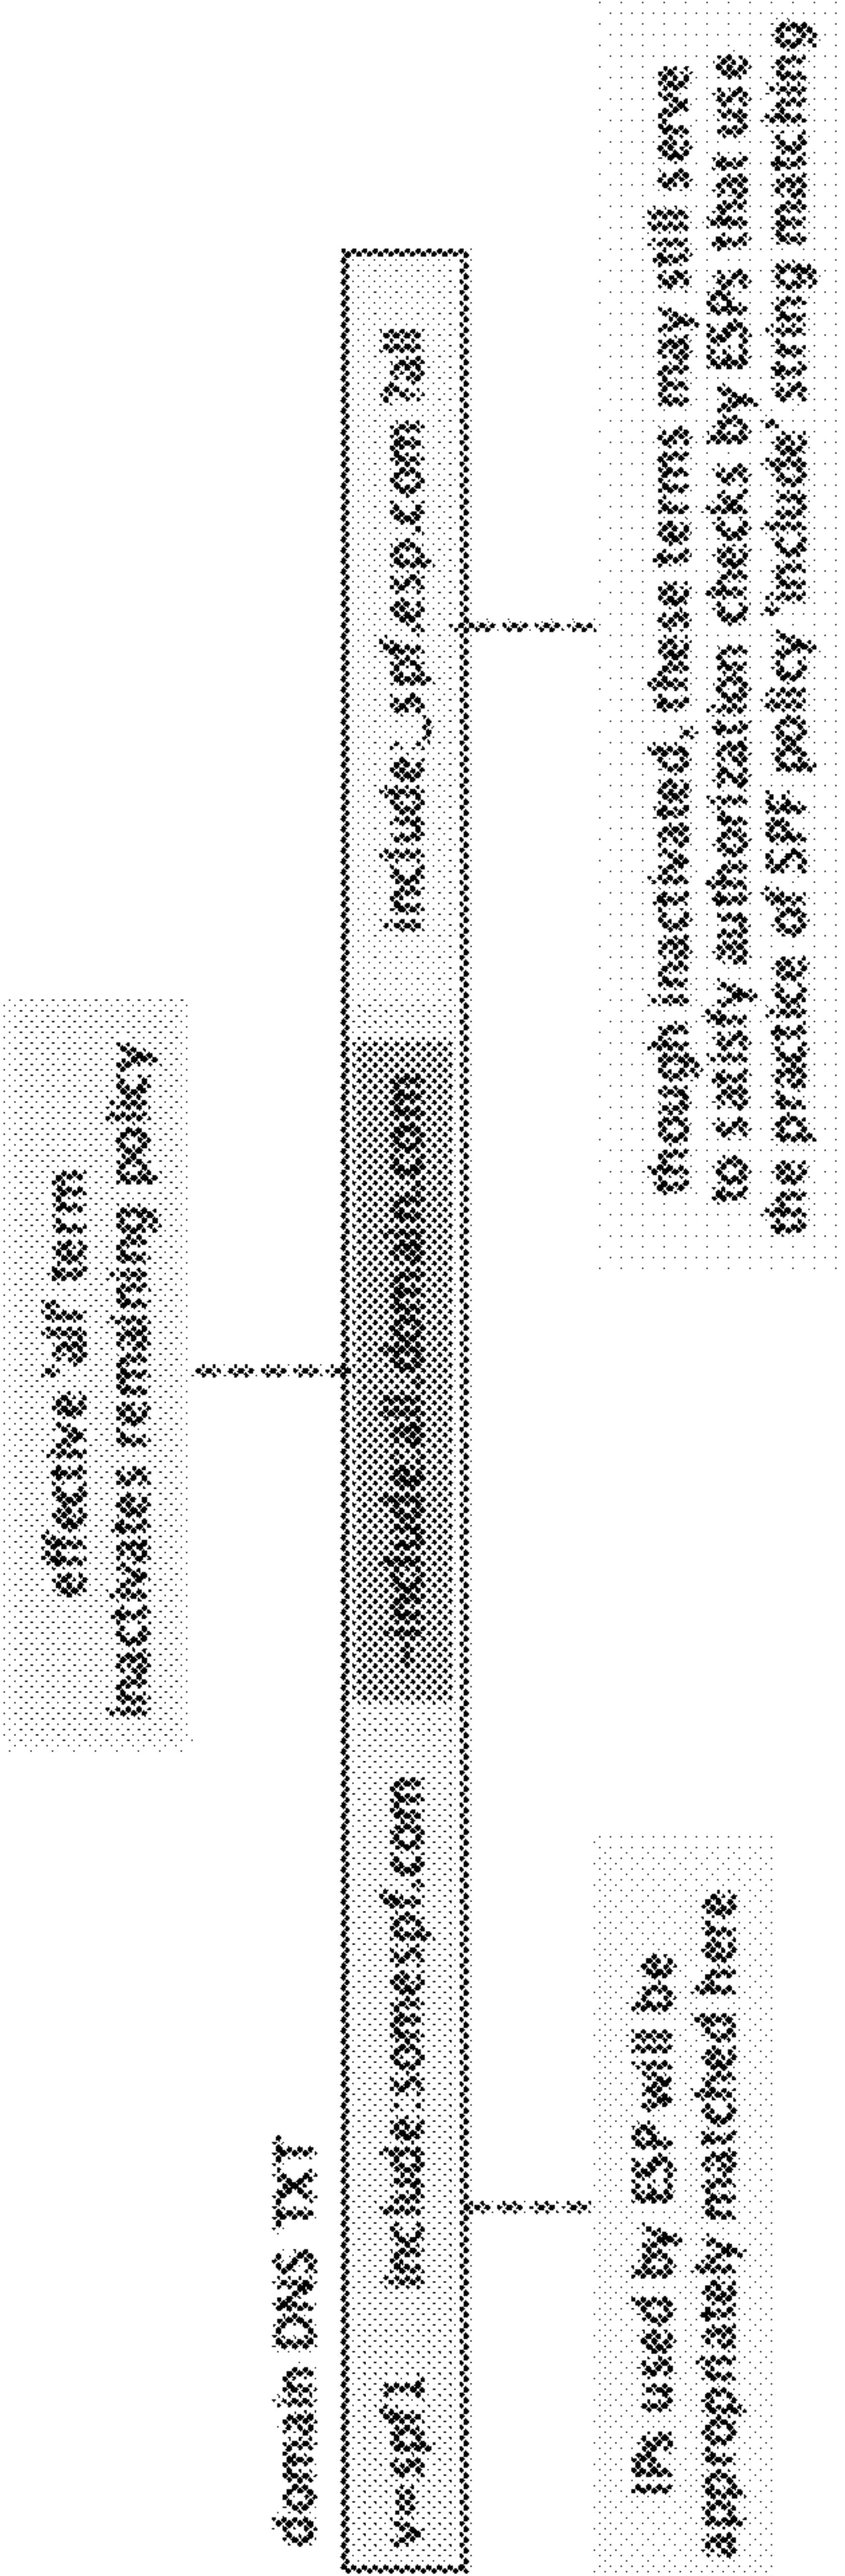 effective 'all' term
inactivates remaining policy
domain DNS TXT
v=spf1 include:somespf.com ~include:all.domain.com include:_spf.esp.com ?all
IPs used by ESP will be
appropriately matched here
though inactivated, these terms may still serve
to satisfy authorization checks by ESPs that use
the practice of SPF policy 'include' string matching